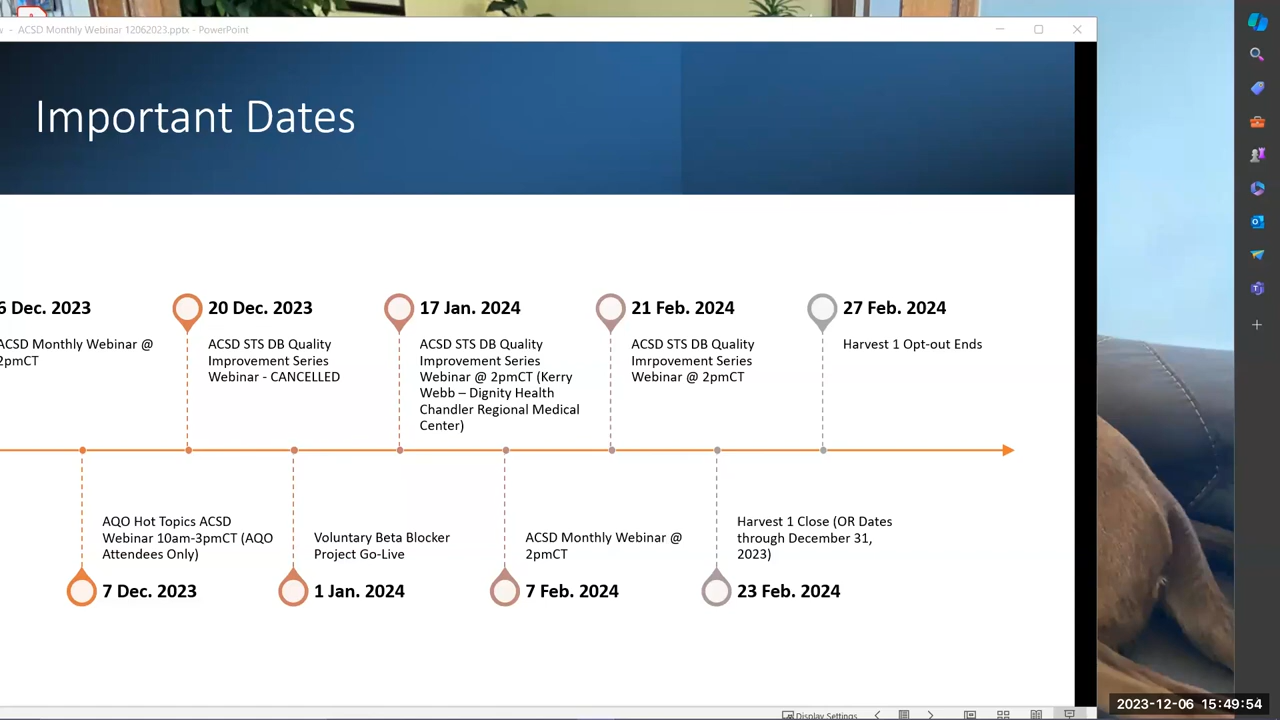 ACSD Monthly Webinar 12062023.pptx - PowerPoint
Important Dates
6 Dec. 2023
ACSD Monthly Webinar @
2pmCT
20 Dec. 2023
ACSD STS DB Quality
Improvement Series
Webinar - CANCELLED
17 Jan. 2024
ACSD STS DB Quality
Improvement Series
Webinar @ 2pmCT (Kerry
Webb – Dignity Health
Chandler Regional Medical
Center)
21 Feb. 2024
ACSD STS DB Quality
Imrpovement Series
Webinar @ 2pmCT
27 Feb. 2024
Harvest 1 Opt-out Ends
AQO Hot Topics ACSD
Webinar 10am-3pmCT (AQO
Attendees Only)
7 Dec. 2023
Voluntary Beta Blocker
Project Go-Live
1 Jan. 2024
ACSD Monthly Webinar @
2pmCT
7 Feb. 2024
Harvest 1 Close (OR Dates
through December 31,
2023)
23 Feb. 2024
Display Settings
2023-12-06 15:49:54